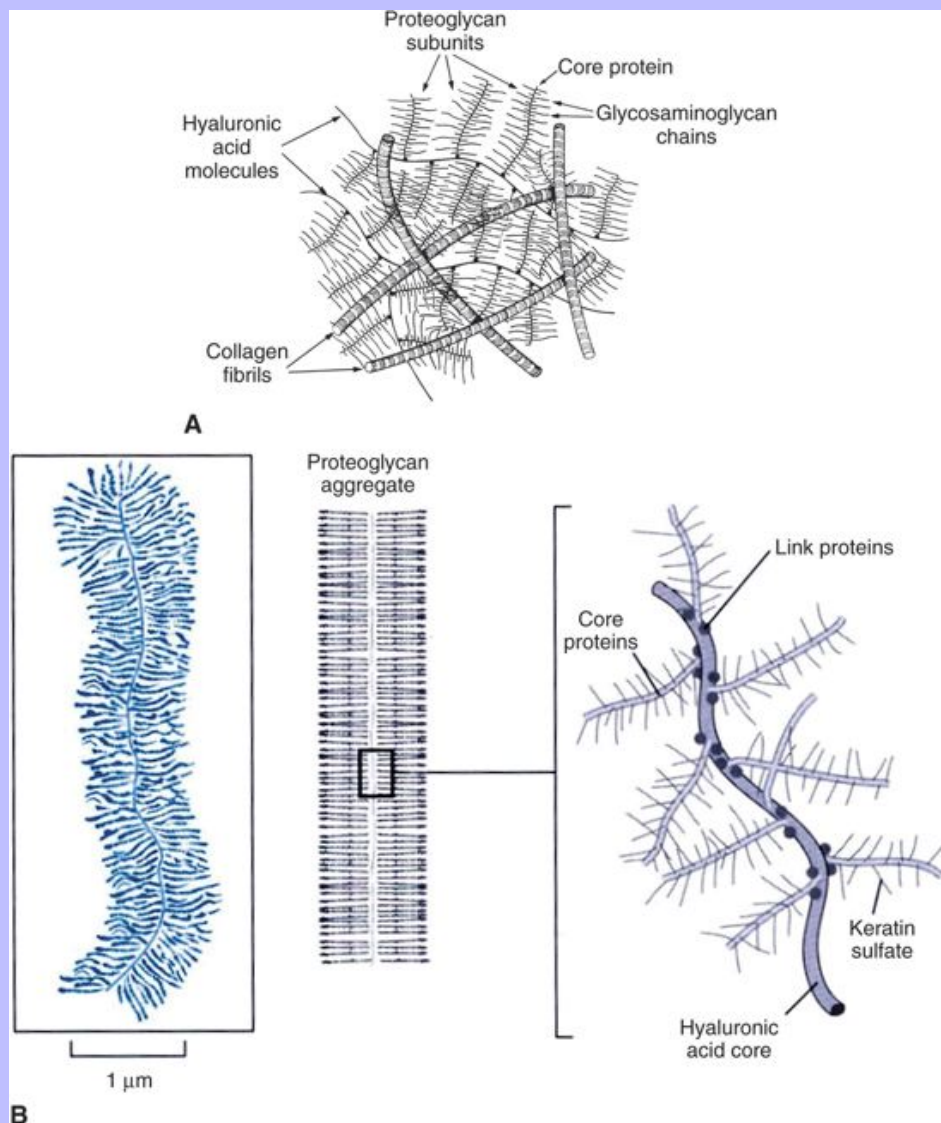 Proteoglycan
subunits
Core protein
Glycosaminoglycan
chains
Hyaluronic
acid
molecules
Collagen
fibrils
A
Proteoglycan
aggregate
Link proteins
Core
proteins
Keratin
sulfate
Hyaluronic
acid core
1 μm
B